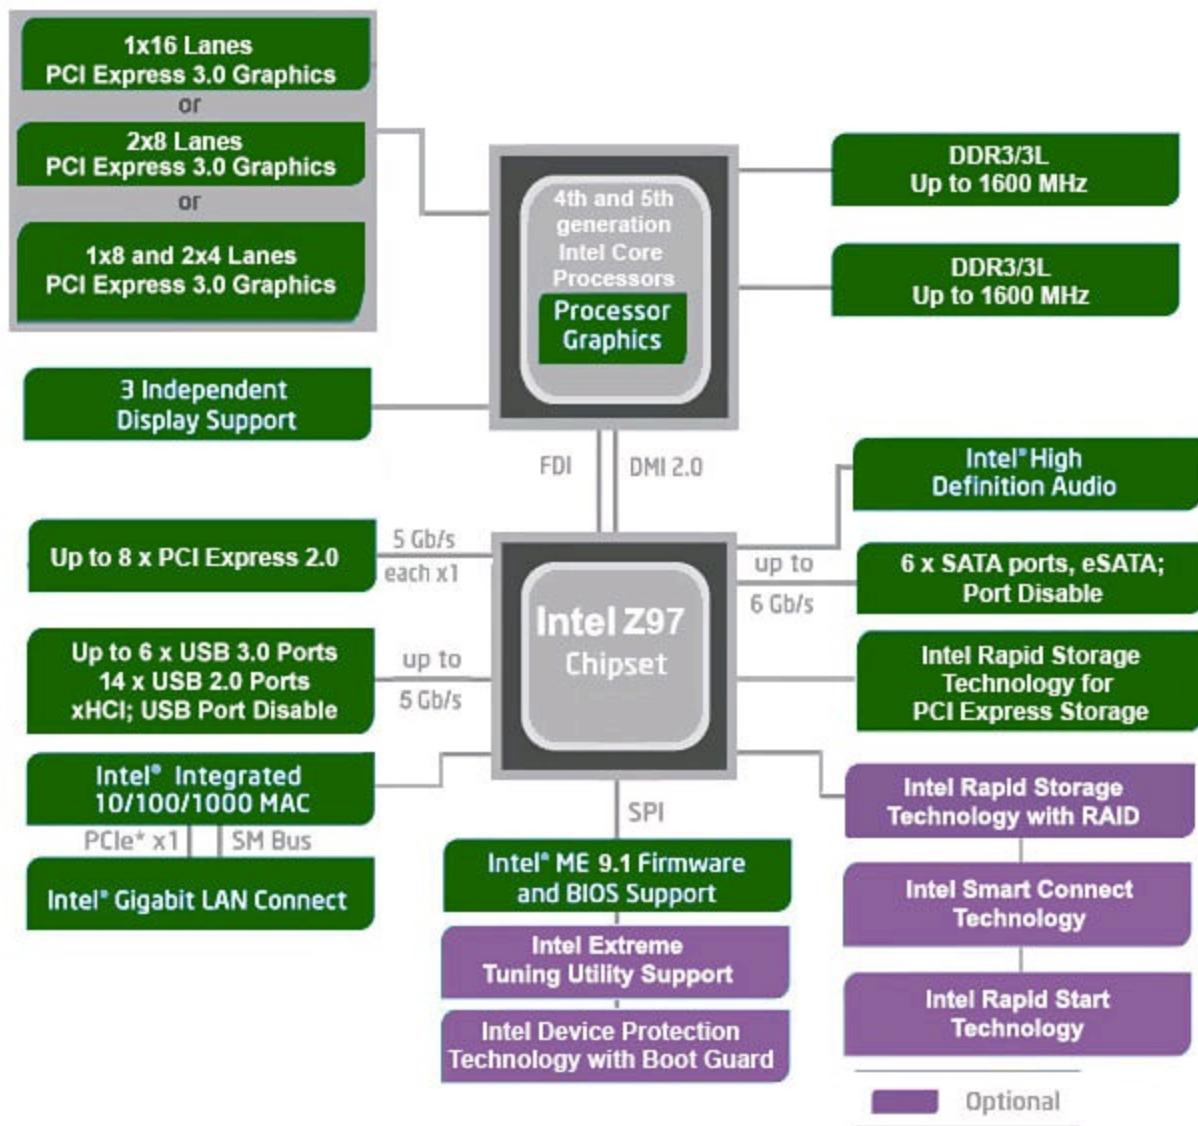 1x16 Lanes
PCI Express 3.0 Graphics
or
2x8 Lanes
PCI Express 3.0 Graphics
or
1x8 and 2x4 Lanes
PCI Express 3.0 Graphics
3 Independent
Display Support
4th and 5th
generation
Intel Core
Processors
Processor
Graphics
DDR3/3L
Up to 1600 MHz
DDR3/3L
Up to 1600 MHz
FDI
DMI 2.0
Intel® High
Definition Audio
Up to 8 x PCI Express 2.0
5 Gb/s
each x1
up to
6 Gb/s
6 x SATA ports, eSATA;
Port Disable
Intel Z97
Chipset
Up to 6 x USB 3.0 Ports
14 x USB 2.0 Ports
xHCI; USB Port Disable
up to
5 Gb/s
Intel Rapid Storage
Technology for
PCI Express Storage
Intel® Integrated
10/100/1000 MAC
PCIe* x1
SM Bus
Intel® Gigabit LAN Connect
SPI
Intel® ME 9.1 Firmware
and BIOS Support
Intel Extreme
Tuning Utility Support
Intel Device Protection
Technology with Boot Guard
Intel Rapid Storage
Technology with RAID
Intel Smart Connect
Technology
Intel Rapid Start
Technology
Optional